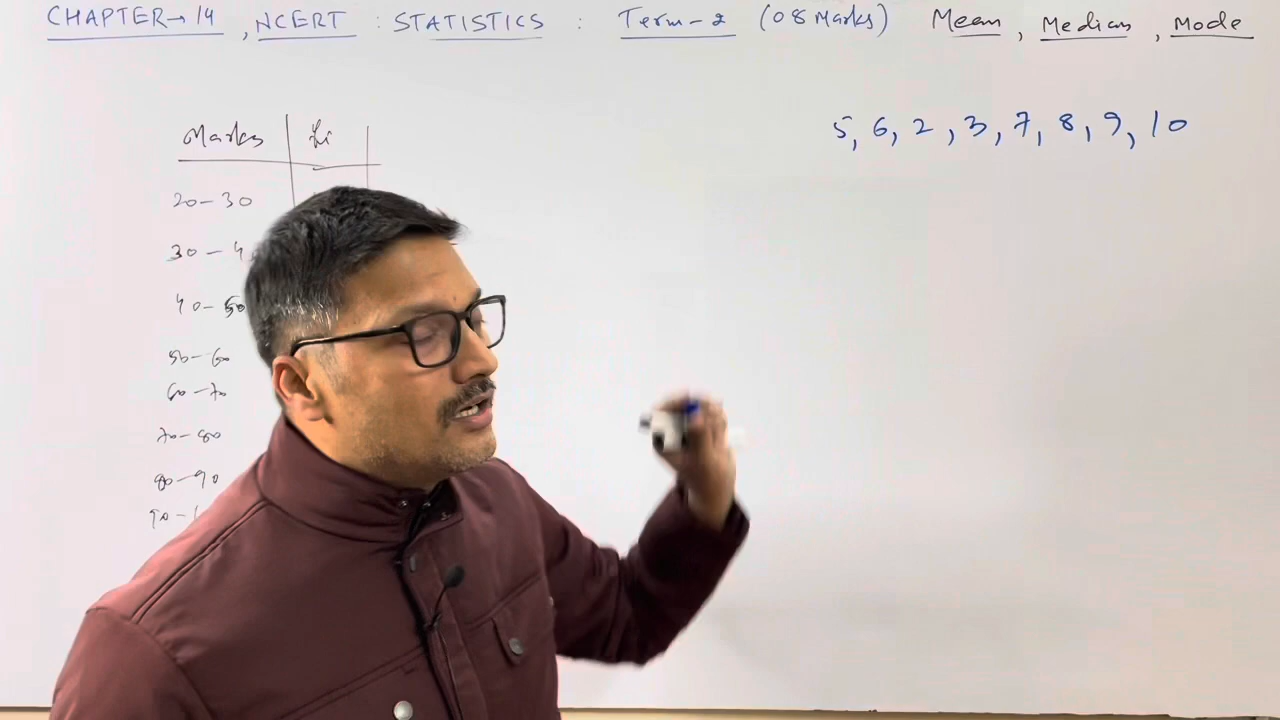 CHAPTER→14, NCERT : STATISTICS : Term-2 (08 Marks) Mean, Median, Mode
5, 6, 2, 3, 7, 8, 9, 10
Marks fi
20-30
30-4
40-50
50-60
60-70
70-80
80-90
90-1